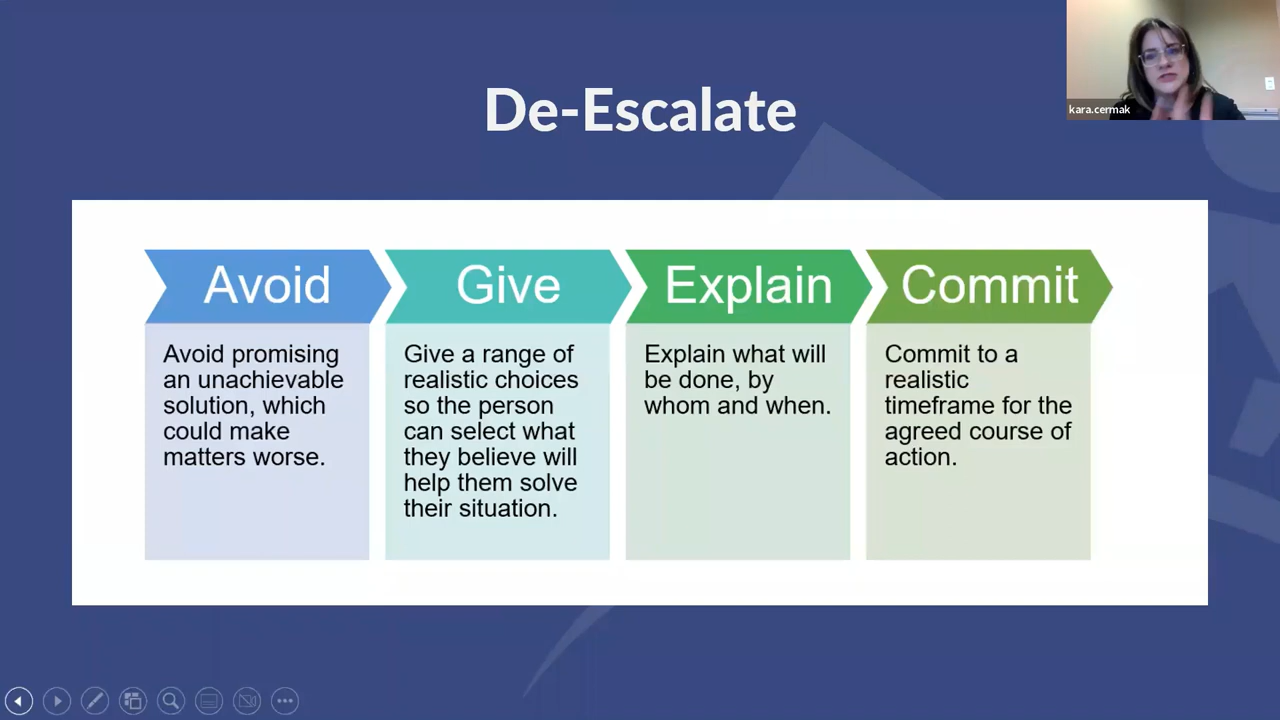 De-Escalate
kara.cermak
Avoid
Avoid promising
an unachievable
solution, which
could make
matters worse.
Give
Give a range of
realistic choices
so the person
can select what
they believe will
help them solve
their situation.
Explain
Explain what will
be done, by
whom and when.
Commit
Commit to a
realistic
timeframe for the
agreed course of
action.